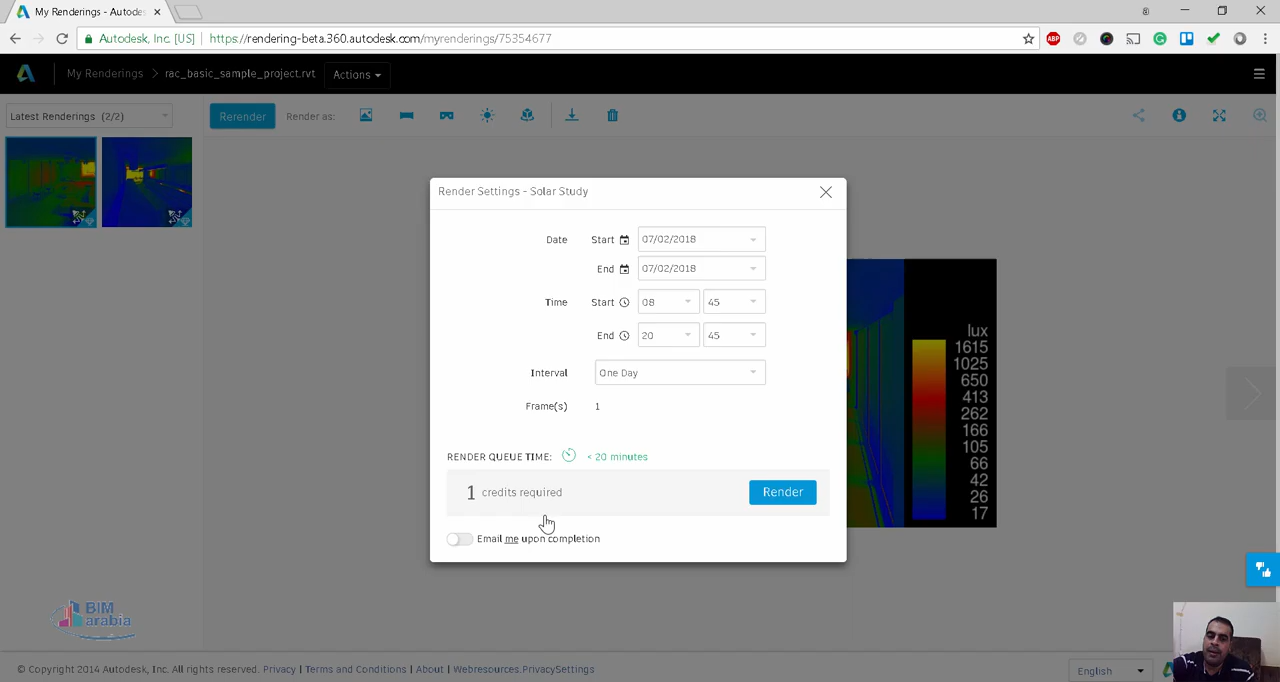 My Renderings - Autodes
Autodesk, Inc. [US] | https://rendering-beta.360.autodesk.com/myrenderings/75354677
ABP
My Renderings > rac_basic_sample_project.rvt Actions
Latest Renderings (2/2)
Rerender Render as:
Render Settings - Solar Study
Date Start 07/02/2018
End 07/02/2018
Time Start 08 45
End 20 45
Interval One Day
Frame(s) 1
RENDER QUEUE TIME: < 20 minutes
1 credits required Render
Email me upon completion
lux
1615
1025
650
413
262
166
105
66
42
26
17
BIM
arabia
© Copyright 2014 Autodesk, Inc. All rights reserved. Privacy | Terms and Conditions | About | Webresources.PrivacySettings
English